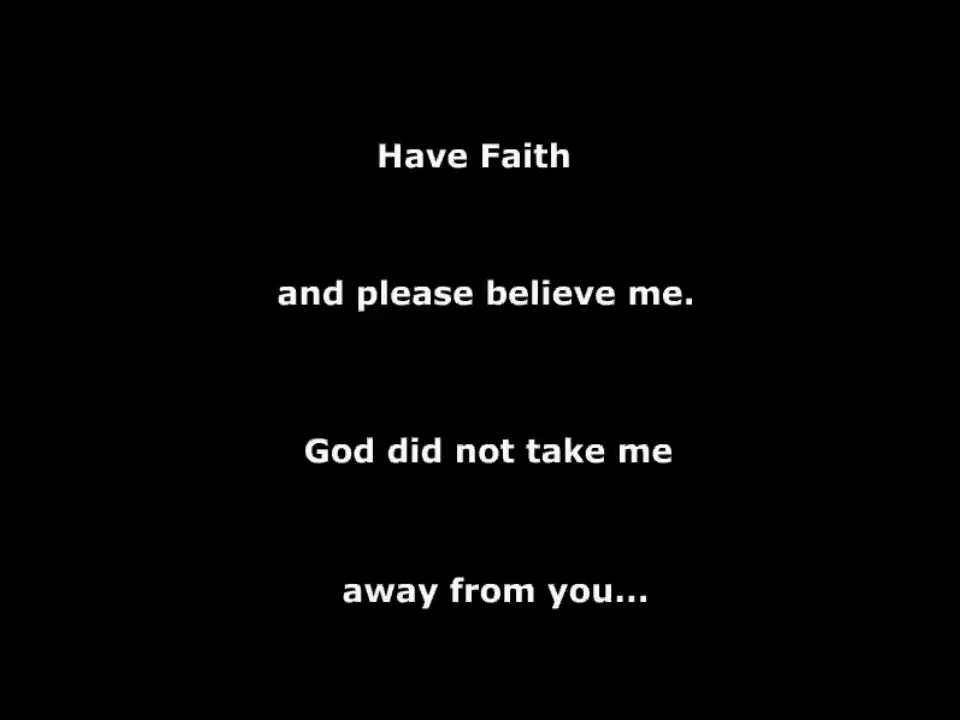 Have Faith
and please believe me.
God did not take me
away from you...